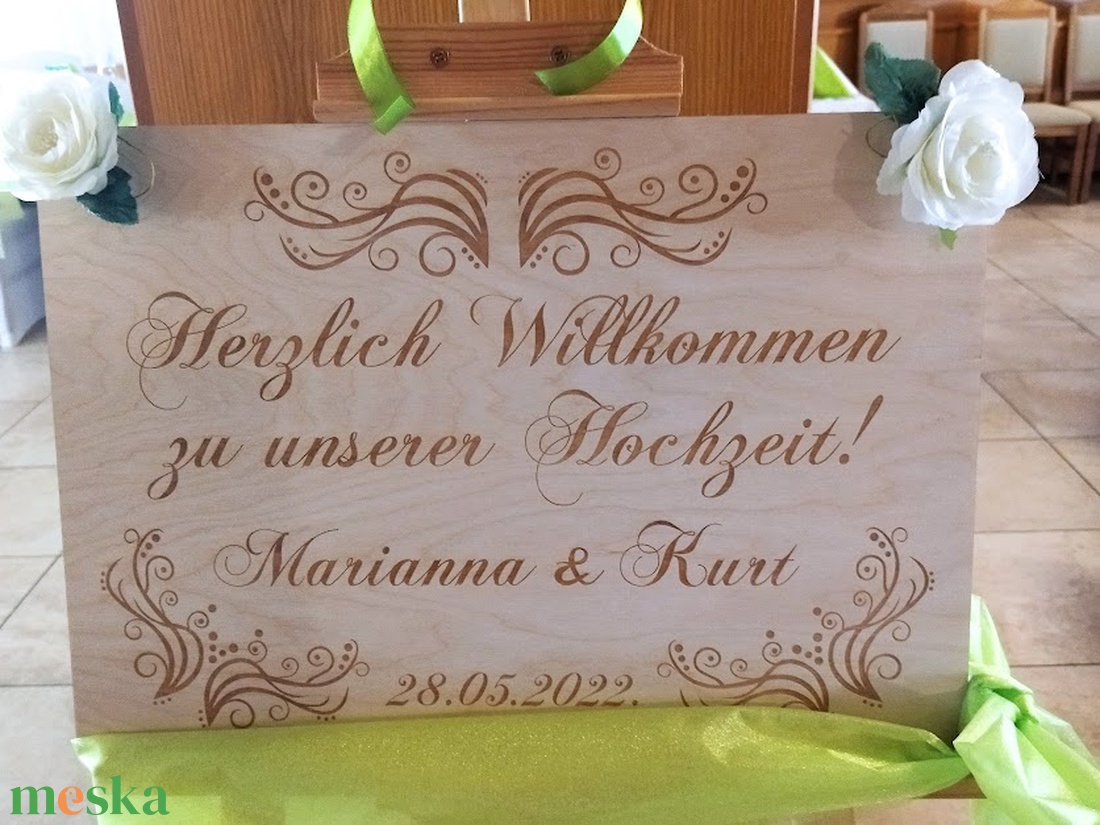 Herzlich Willkommen
zu unserer Hochzeit!
Marianna & Kurt
28.05.2022.
meska